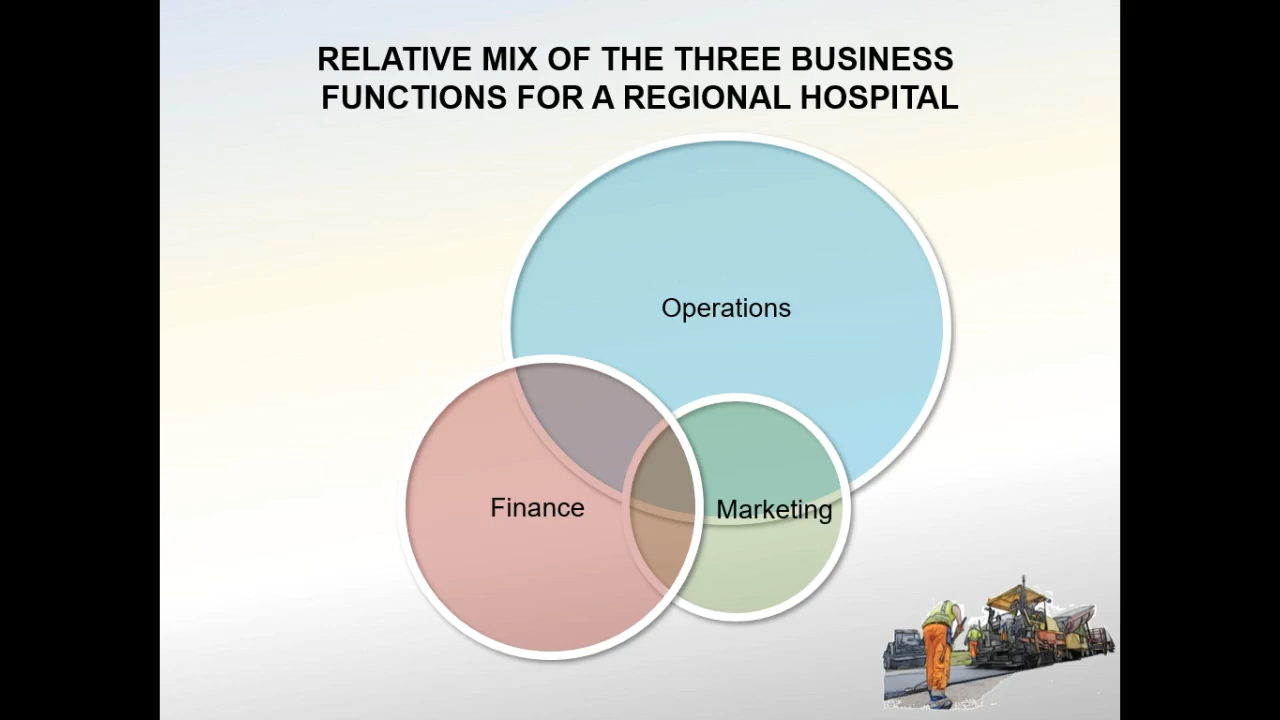 RELATIVE MIX OF THE THREE BUSINESS
FUNCTIONS FOR A REGIONAL HOSPITAL
Operations
Finance
Marketing